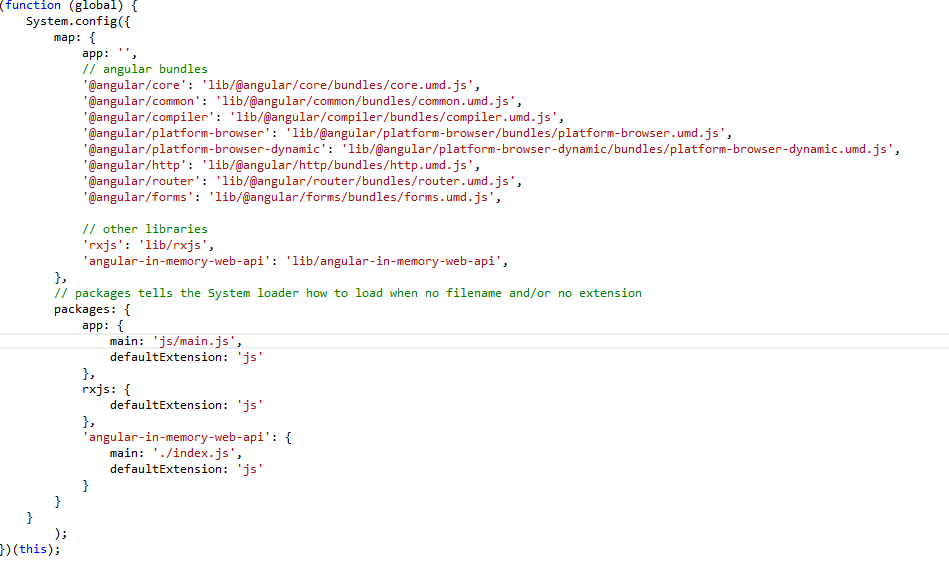 (function (global) {
    System.config({
        map: {
            app: '',
            // angular bundles
            '@angular/core': 'lib/@angular/core/bundles/core.umd.js',
            '@angular/common': 'lib/@angular/common/bundles/common.umd.js',
            '@angular/compiler': 'lib/@angular/compiler/bundles/compiler.umd.js',
            '@angular/platform-browser': 'lib/@angular/platform-browser/bundles/platform-browser.umd.js',
            '@angular/platform-browser-dynamic': 'lib/@angular/platform-browser-dynamic/bundles/platform-browser-dynamic.umd.js',
            '@angular/http': 'lib/@angular/http/bundles/http.umd.js',
            '@angular/router': 'lib/@angular/router/bundles/router.umd.js',
            '@angular/forms': 'lib/@angular/forms/bundles/forms.umd.js',

            // other libraries
            'rxjs': 'lib/rxjs',
            'angular-in-memory-web-api': 'lib/angular-in-memory-web-api',
        },
        // packages tells the System loader how to load when no filename and/or no extension
        packages: {
            app: {
                main: 'js/main.js',
                defaultExtension: 'js'
            },
            rxjs: {
                defaultExtension: 'js'
            },
            'angular-in-memory-web-api': {
                main: './index.js',
                defaultExtension: 'js'
            }
        }
    }
        );
})(this);